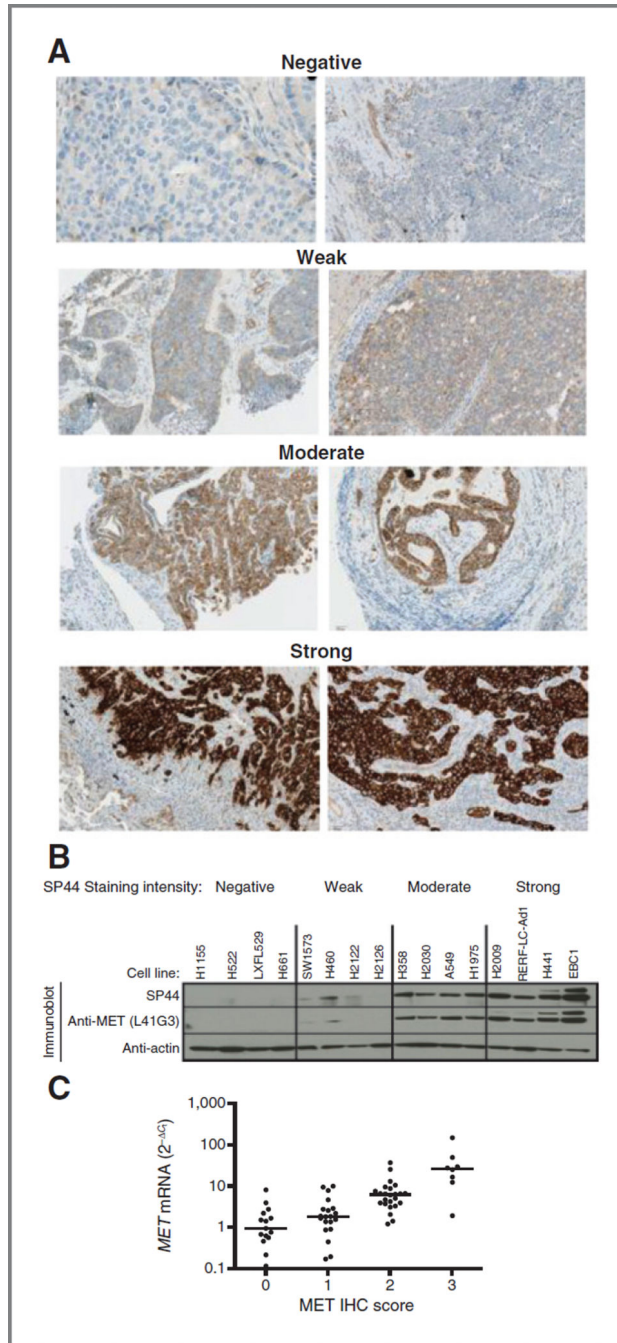 A
Negative
Weak
Moderate
Strong
B
SP44 Staining intensity: Negative Weak Moderate Strong
Cell line: H1155 H522 LXFL529 H661 SW1573 H460 H2122 H2126 H358 H2030 A549 H1975 H2009 RERF-LC-Ad1 H441 EBC1
Immunoblot
SP44
Anti-MET (L41G3)
Anti-actin
C
MET mRNA (2^−ΔCt)
1,000
100
10
1
0.1
0 1 2 3
MET IHC score